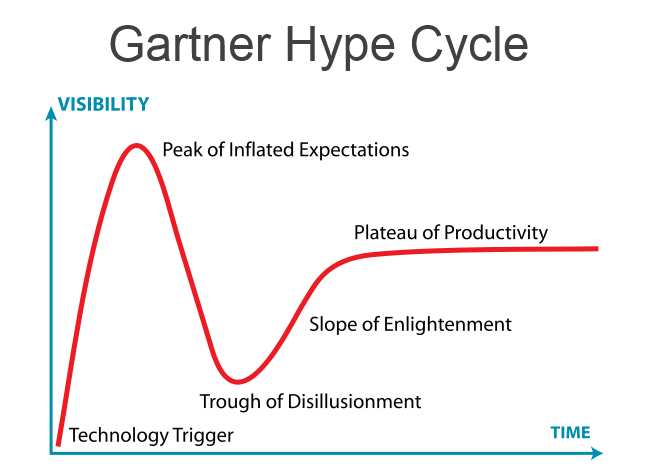 Gartner Hype Cycle
VISIBILITY
Peak of Inflated Expectations
Plateau of Productivity
Slope of Enlightenment
Trough of Disillusionment
Technology Trigger
TIME